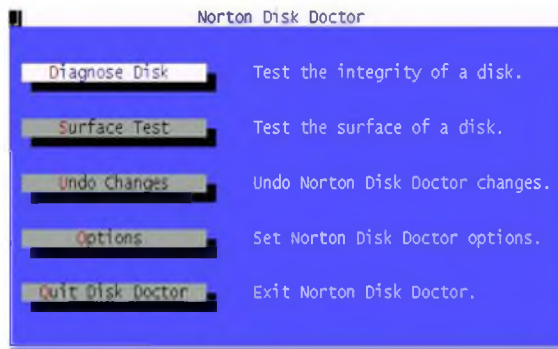 Norton Disk Doctor
Diagnose Disk Test the integrity of a disk.
Surface Test Test the surface of a disk.
Undo Changes Undo Norton Disk Doctor changes.
Options Set Norton Disk Doctor options.
Quit Disk Doctor Exit Norton Disk Doctor.